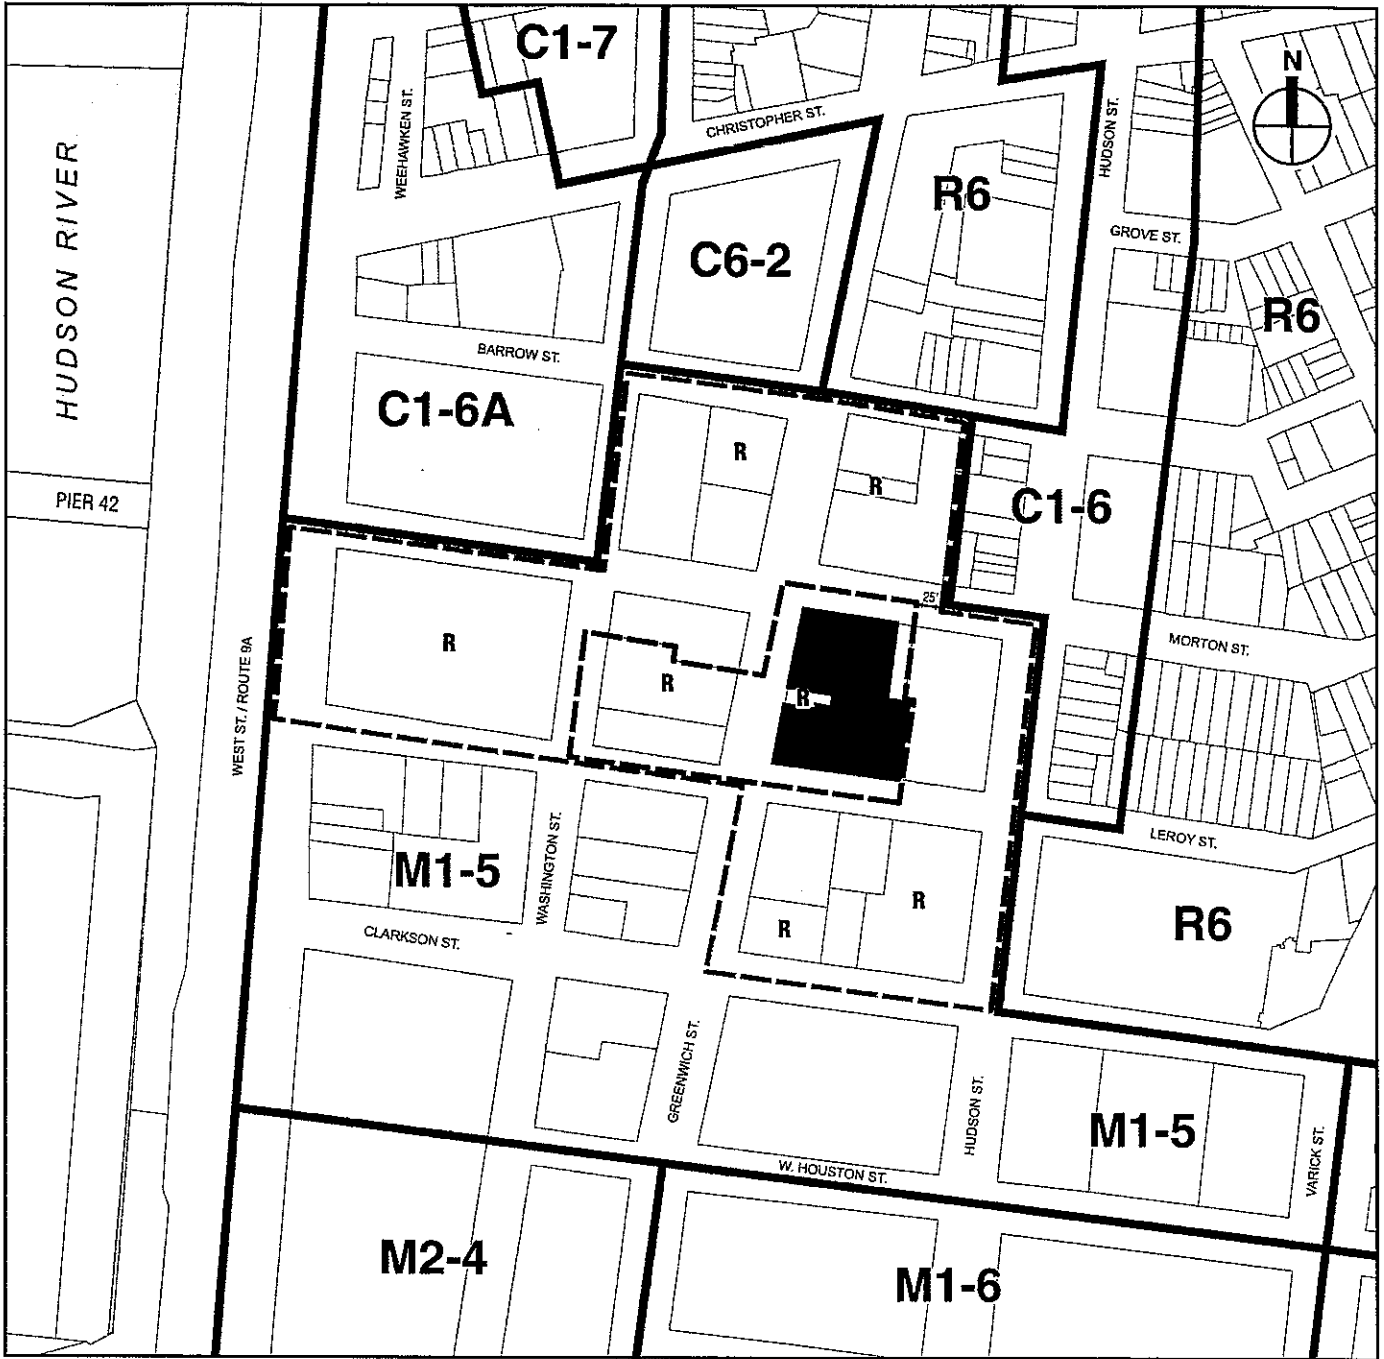 C1-7
N
WEEHAWKEN ST.
CHRISTOPHER ST.
HUDSON ST.
HUDSON RIVER
R6
GROVE ST.
C6-2
R6
BARROW ST.
C1-6A
R
R
PIER 42
C1-6
25'
R
MORTON ST.
WEST ST. / ROUTE 9A
R
R
WASHINGTON ST.
LEROY ST.
M1-5
R
R
R6
CLARKSON ST.
GREENWICH ST.
HUDSON ST.
M1-5
VARICK ST.
W. HOUSTON ST.
M2-4
M1-6